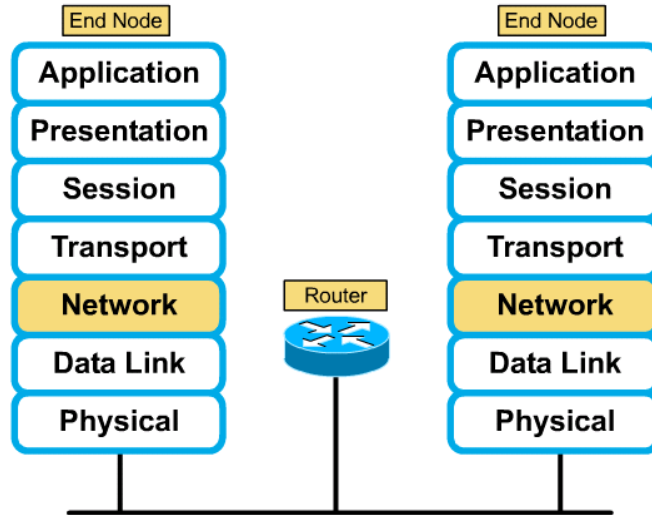 End Node
Application
Presentation
Session
Transport
Network
Data Link
Physical
Router
End Node
Application
Presentation
Session
Transport
Network
Data Link
Physical